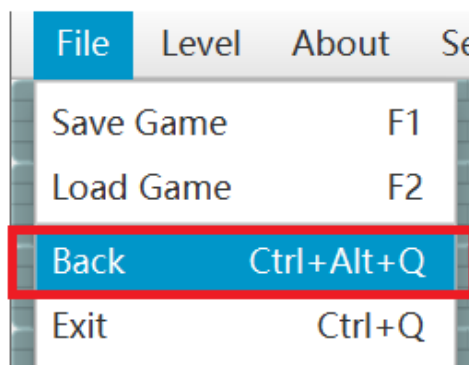 File Level About
Save Game F1
Load Game F2
Back Ctrl+Alt+Q
Exit Ctrl+Q